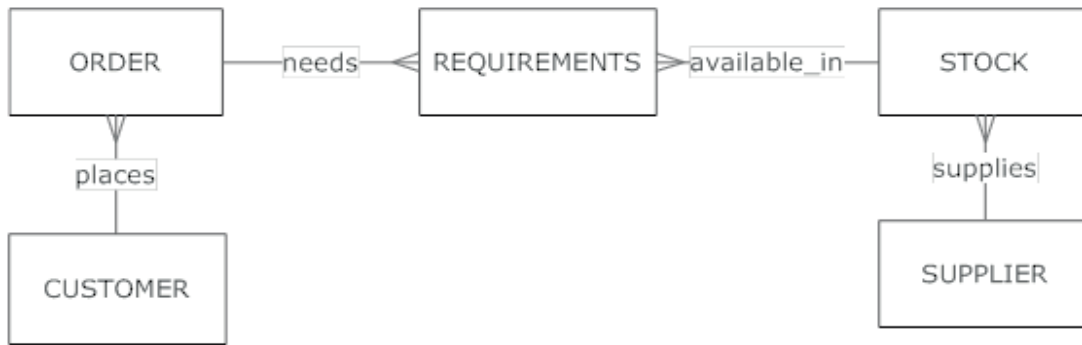 ORDER
needs
REQUIREMENTS
available_in
STOCK
places
supplies
CUSTOMER
SUPPLIER